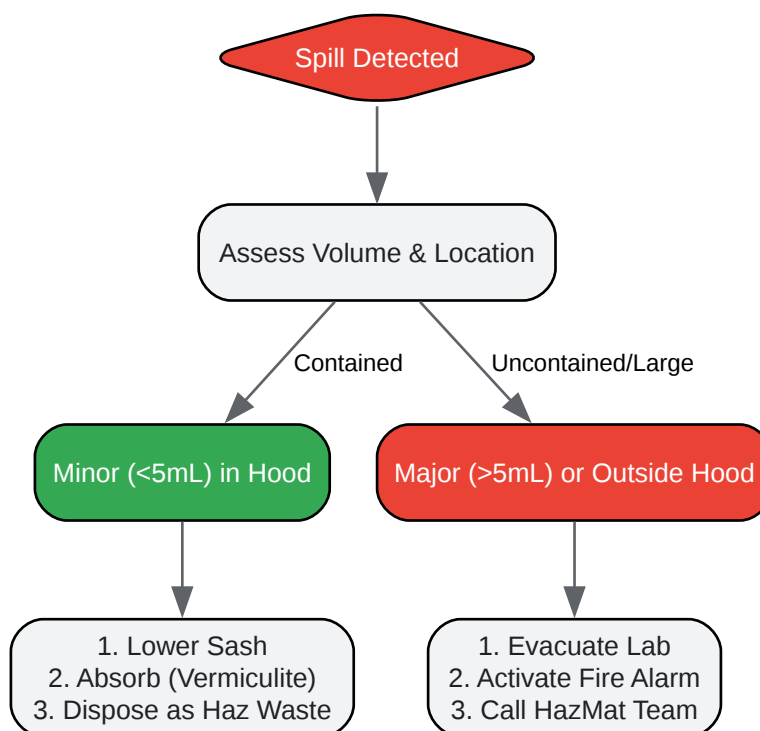 Spill Detected
Assess Volume & Location
Contained
Uncontained/Large
Minor (<5mL) in Hood
Major (>5mL) or Outside Hood
1. Lower Sash
2. Absorb (Vermiculite)
3. Dispose as Haz Waste
1. Evacuate Lab
2. Activate Fire Alarm
3. Call HazMat Team